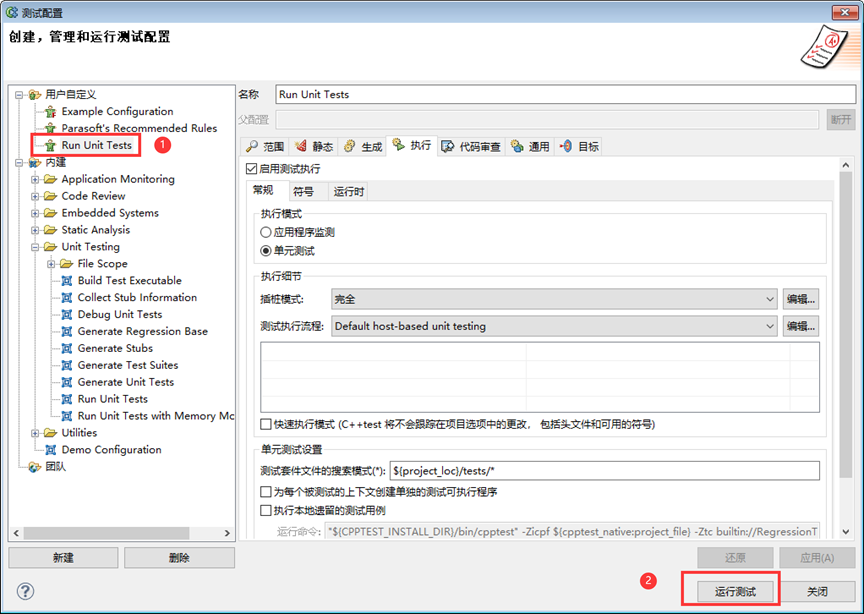 测试配置
创建，管理和运行测试配置
用户自定义
Example Configuration
Parasoft's Recommended Rules
Run Unit Tests
1
内建
Application Monitoring
Code Review
Embedded Systems
Static Analysis
Unit Testing
File Scope
Build Test Executable
Collect Stub Information
Debug Unit Tests
Generate Regression Base
Generate Stubs
Generate Test Suites
Generate Unit Tests
Run Unit Tests
Run Unit Tests with Memory Mc
Utilities
Demo Configuration
团队
新建 删除
名称 Run Unit Tests
父配置 断开
范围 静态 生成 执行 代码审查 通用 目标
启用测试执行
常规 符号 运行时
执行模式
应用程序监测
单元测试
执行细节
插桩模式: 完全 编辑...
测试执行流程: Default host-based unit testing 编辑...
快速执行模式 (C++test 将不会跟踪在项目选项中的更改， 包括头文件和可用的符号)
单元测试设置
测试套件文件的搜索模式(*): ${project_loc}/tests/*
为每个被测试的上下文创建单独的测试可执行程序
执行本地遗留的测试用例
运行命令: "${CPPTEST_INSTALL_DIR}/bin/cpptest" -Zicpf ${cpptest_native:project_file} -Ztc builtin://RegressionT
还原 应用(A)
2
运行测试 关闭